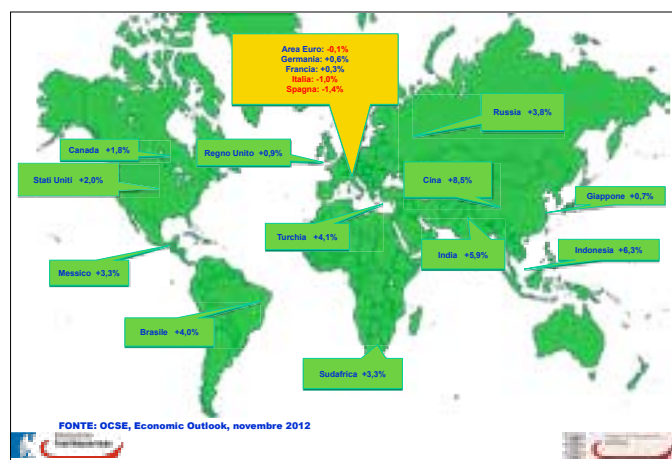 Area Euro: -0,1%
Germania: +0,6%
Francia: +0,3%
Italia: -1,0%
Spagna: -1,4%
Russia +3,8%
Canada +1,8%
Regno Unito +0,9%
Stati Uniti +2,0%
Cina +8,5%
Giappone +0,7%
Turchia +4,1%
India +5,9%
Indonesia +6,3%
Messico +3,3%
Brasile +4,0%
Sudafrica +3,3%
FONTE: OCSE, Economic Outlook, novembre 2012